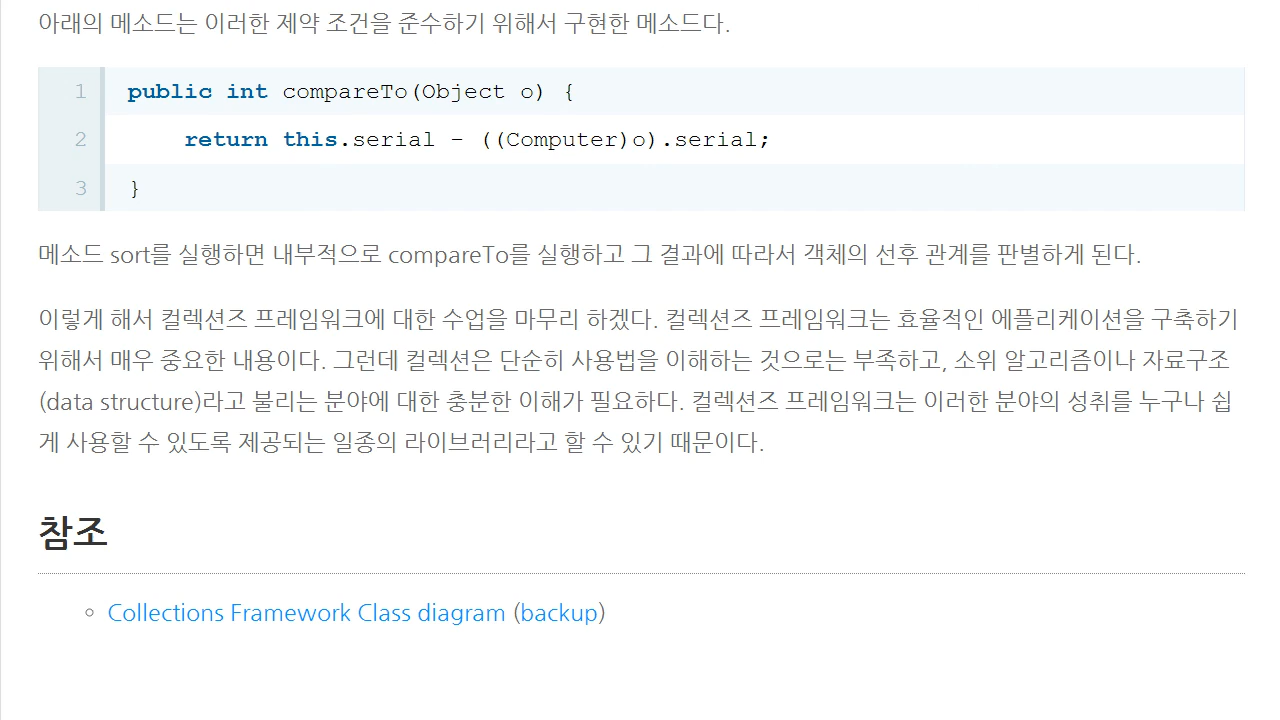 아래의 메소드는 이러한 제약 조건을 준수하기 위해서 구현한 메소드다.
1 public int compareTo(Object o) {
2 return this.serial - ((Computer)o).serial;
3 }
메소드 sort를 실행하면 내부적으로 compareTo를 실행하고 그 결과에 따라서 객체의 선후 관계를 판별하게 된다.
이렇게 해서 컬렉션즈 프레임워크에 대한 수업을 마무리 하겠다. 컬렉션즈 프레임워크는 효율적인 애플리케이션을 구축하기
위해서 매우 중요한 내용이다. 그런데 컬렉션은 단순히 사용법을 이해하는 것으로는 부족하고, 소위 알고리즘이나 자료구조
(data structure)라고 불리는 분야에 대한 충분한 이해가 필요하다. 컬렉션즈 프레임워크는 이러한 분야의 성취를 누구나 쉽
게 사용할 수 있도록 제공되는 일종의 라이브러리라고 할 수 있기 때문이다.
참조
Collections Framework Class diagram (backup)